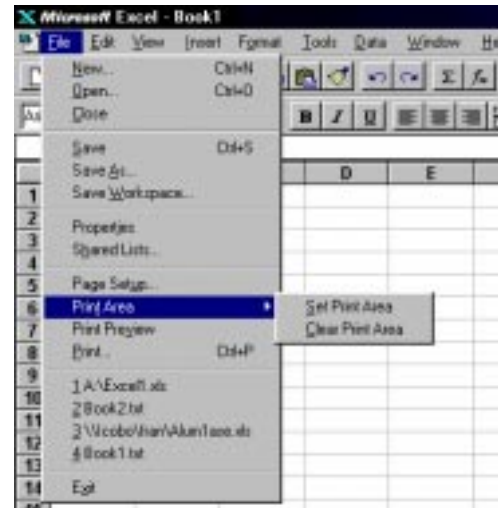 Microsoft Excel - Book1
File Edit View Insert Format Tools Data Window
New... Ctrl+N
Open... Ctrl+O
Close
B I U
Save Ctrl+S
Save As...
Save Workspace...
D E
Properties
Shared Lists...
Page Setup...
Print Area
Set Print Area
Clear Print Area
Print Preview
Print... Ctrl+P
1 A:\Excel1.xls
2 Book2.txt
4 Book1.txt
Exit
1
2
3
4
5
6
7
8
9
10
11
12
13
14